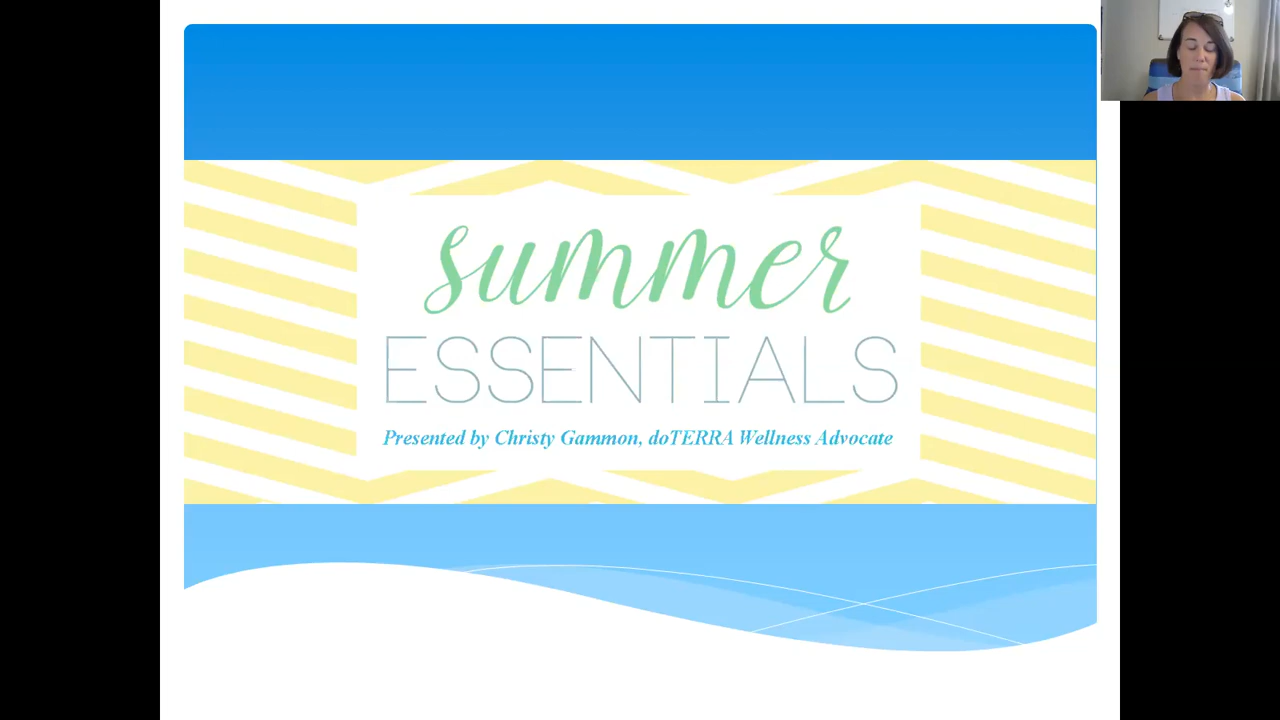 summer
ESSENTIALS
Presented by Christy Gammon, doTERRA Wellness Advocate